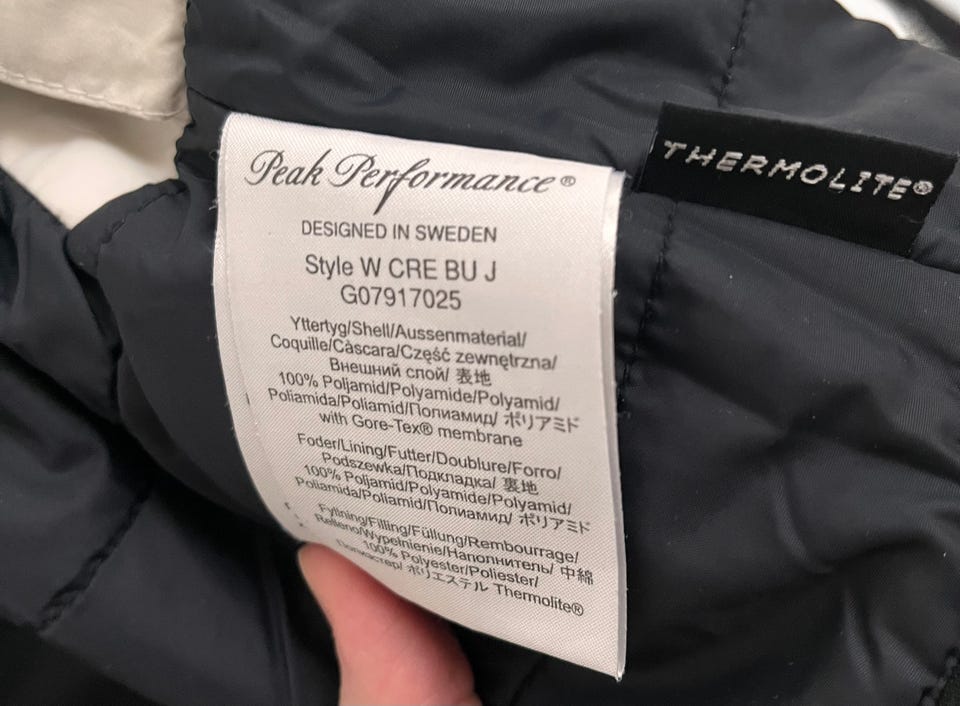 Peak Performance®
DESIGNED IN SWEDEN
Style W CRE BU J
G07917025
Yttertyg/Shell/Aussenmaterial/
Coquille/Càscara/Część zewnętrzna/
Внешний слой/ 表地
100% Poljamid/Polyamide/Polyamid/
Poliamida/Poliamid/Полиамид/ ポリアミド
with Gore-Tex® membrane
Foder/Lining/Futter/Doublure/Forro/
Podszewka/Подкладка/ 裏地
100% Poljamid/Polyamide/Polyamid/
Poliamida/Poliamid/Полиамид/ ポリアミド
Fyllning/Filling/Füllung/Rembourrage/
Relleno/Wypełnienie/Наполнитель/ 中綿
100% Polyester/Poliester/
Полиэстер/ ポリエステル Thermolite®
THERMOLITE®